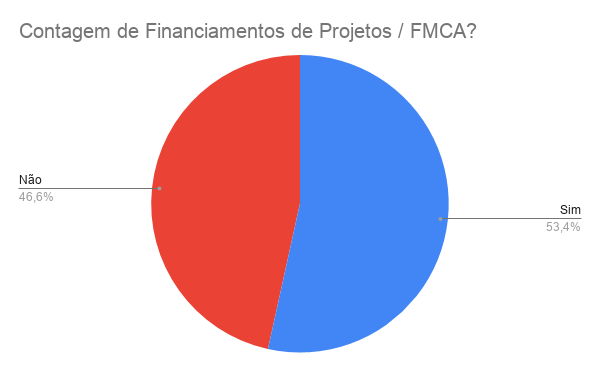 Contagem de Financiamentos de Projetos / FMCA?
Não
46,6%
Sim
53,4%